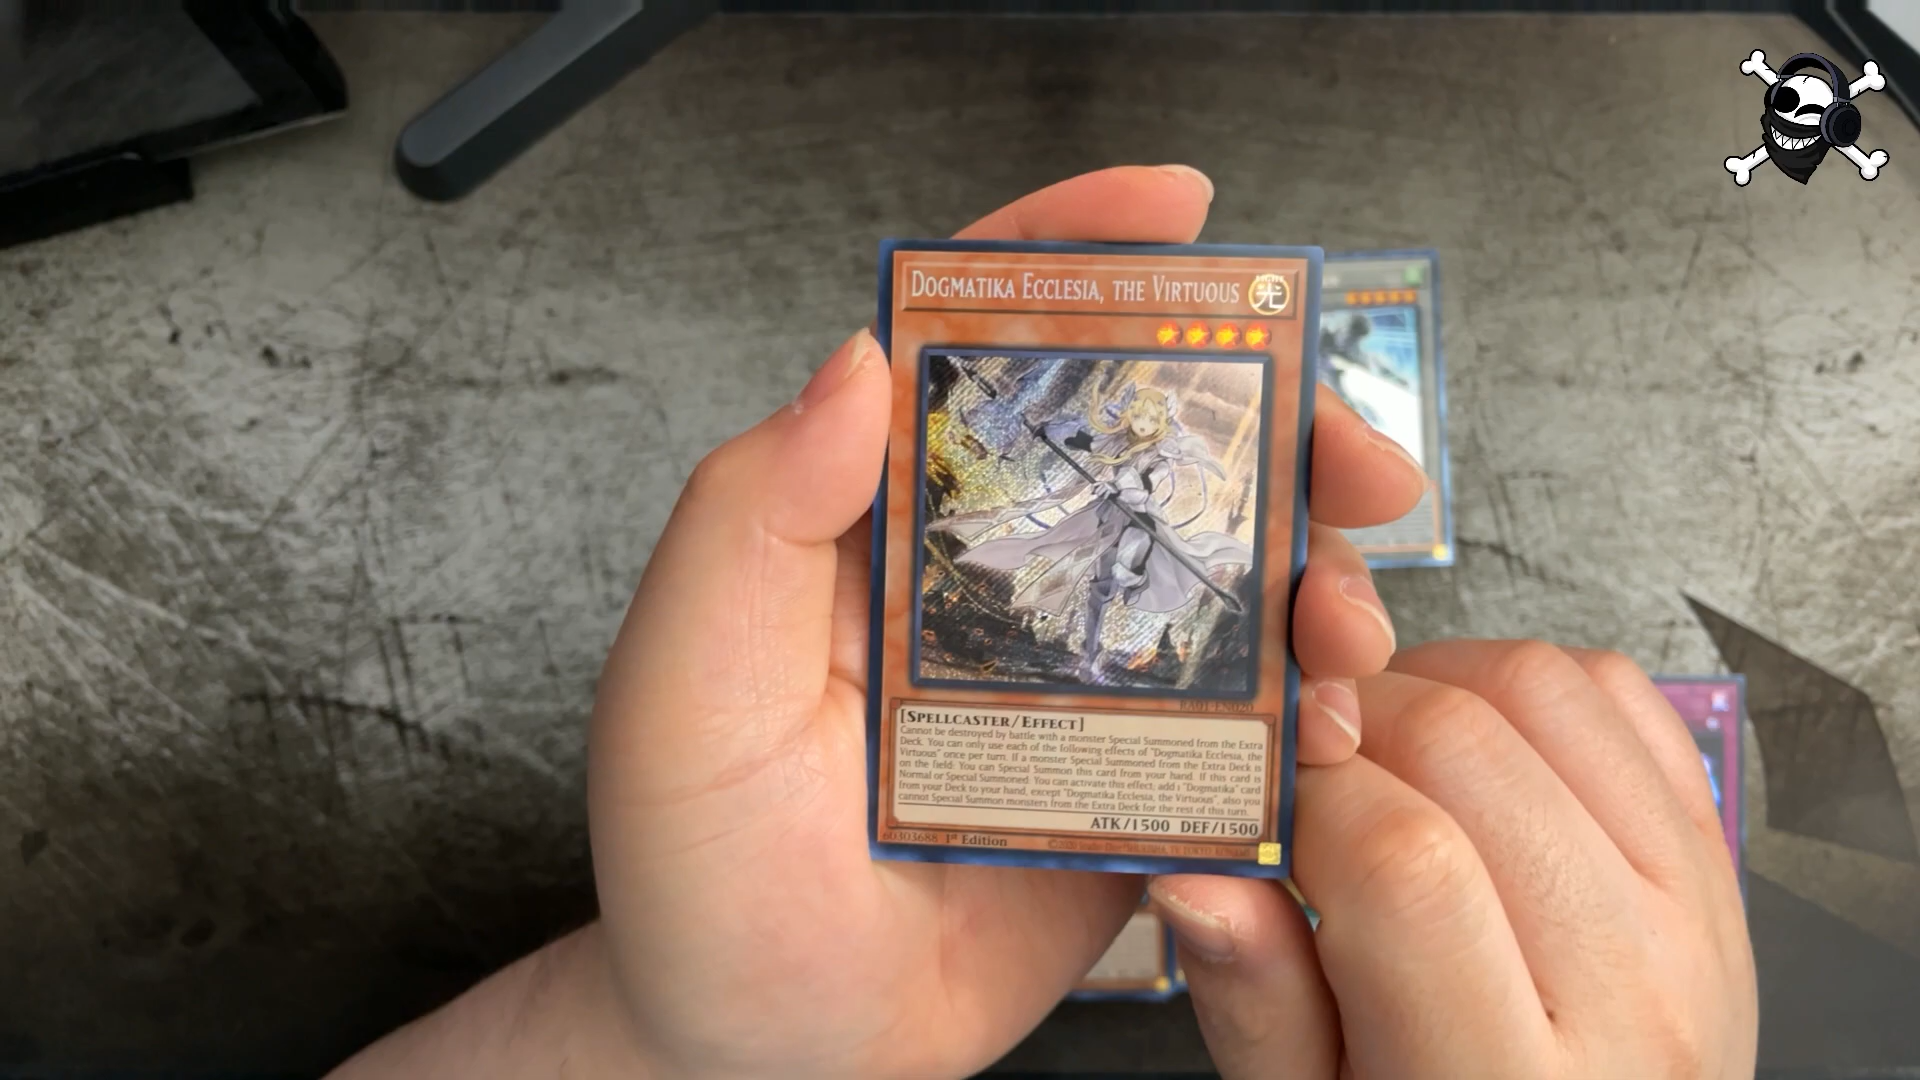 DOGMATIKA ECCLESIA, THE VIRTUOUS
LIGHT
光
RA01-EN020
[SPELLCASTER/EFFECT]
Cannot be destroyed by battle with a monster Special Summoned from the Extra
Deck. You can only use each of the following effects of "Dogmatika Ecclesia, the
Virtuous" once per turn. If a monster Special Summoned from the Extra Deck is
on the field: You can Special Summon this card from your hand. If this card is
Normal or Special Summoned: You can activate this effect; add 1 "Dogmatika" card
from your Deck to your hand, except "Dogmatika Ecclesia, the Virtuous", also you
cannot Special Summon monsters from the Extra Deck for the rest of this turn.
ATK/1500 DEF/1500
60303688 1st Edition